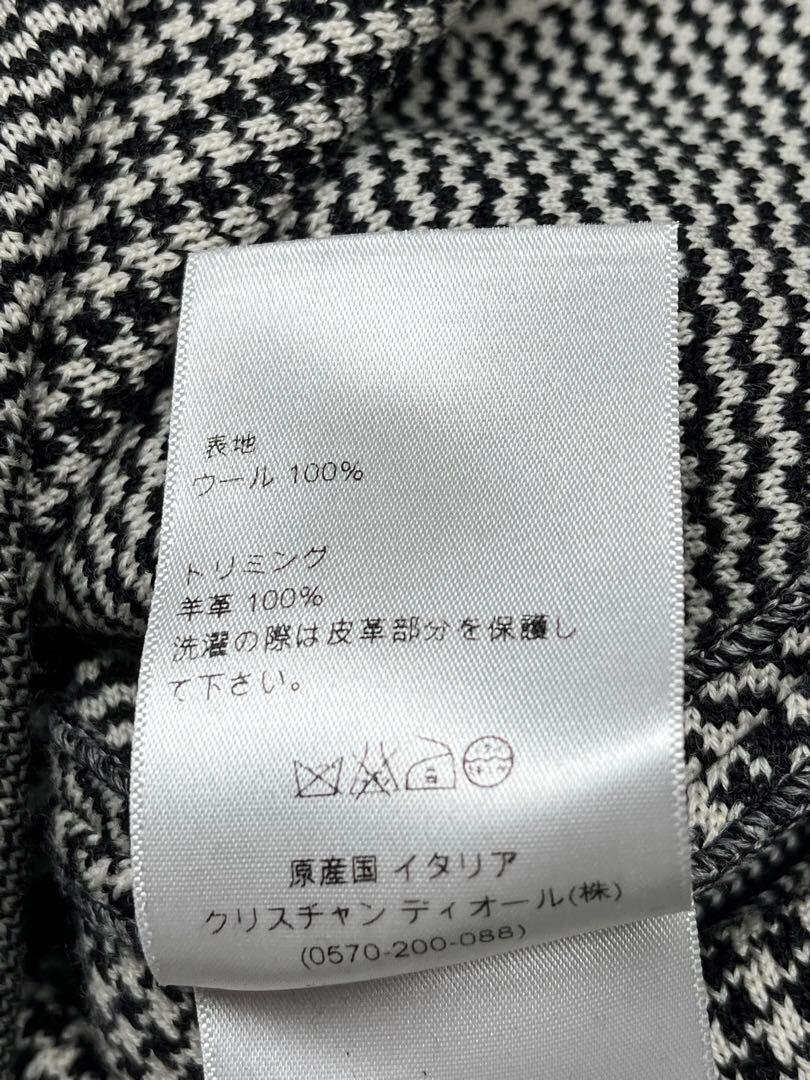 表地
ウール 100%
トリミング
羊革 100%
洗濯の際は皮革部分を保護し
て下さい。
原産国 イタリア
クリスチャン ディオール(株)
(0570-200-088)